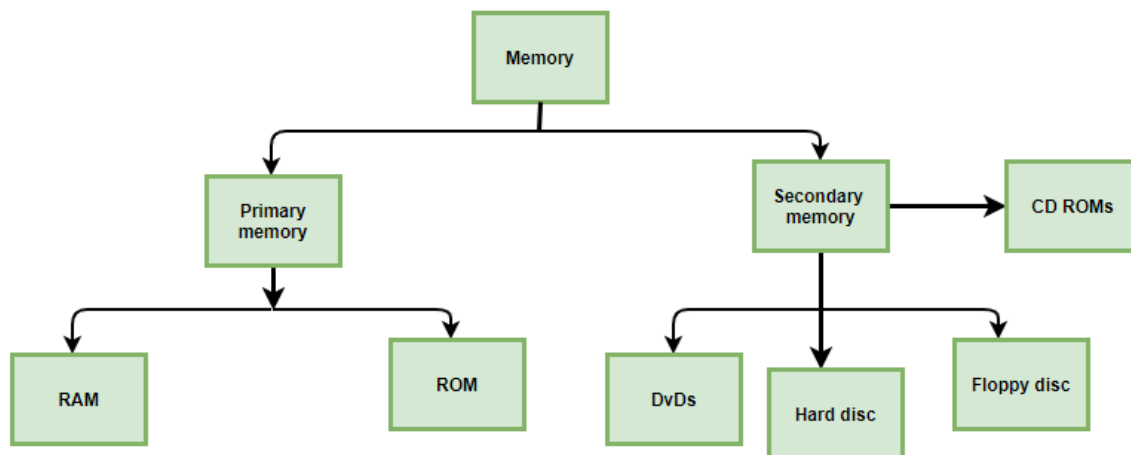 Memory
Primary
memory
Secondary
memory
CD ROMs
RAM
ROM
DvDs
Hard disc
Floppy disc